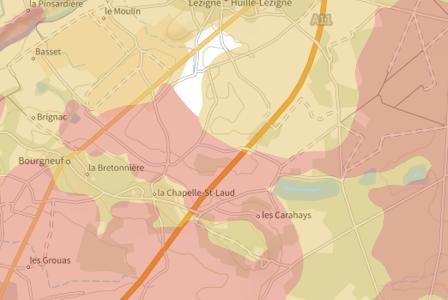 la Pinsardière
Lézigné
Huillé-Lézigné
le Moulin
A11
Basset
Brignac
Bourgneuf
la Bretonnière
la Chapelle-St-Laud
les Carahays
les Grouas